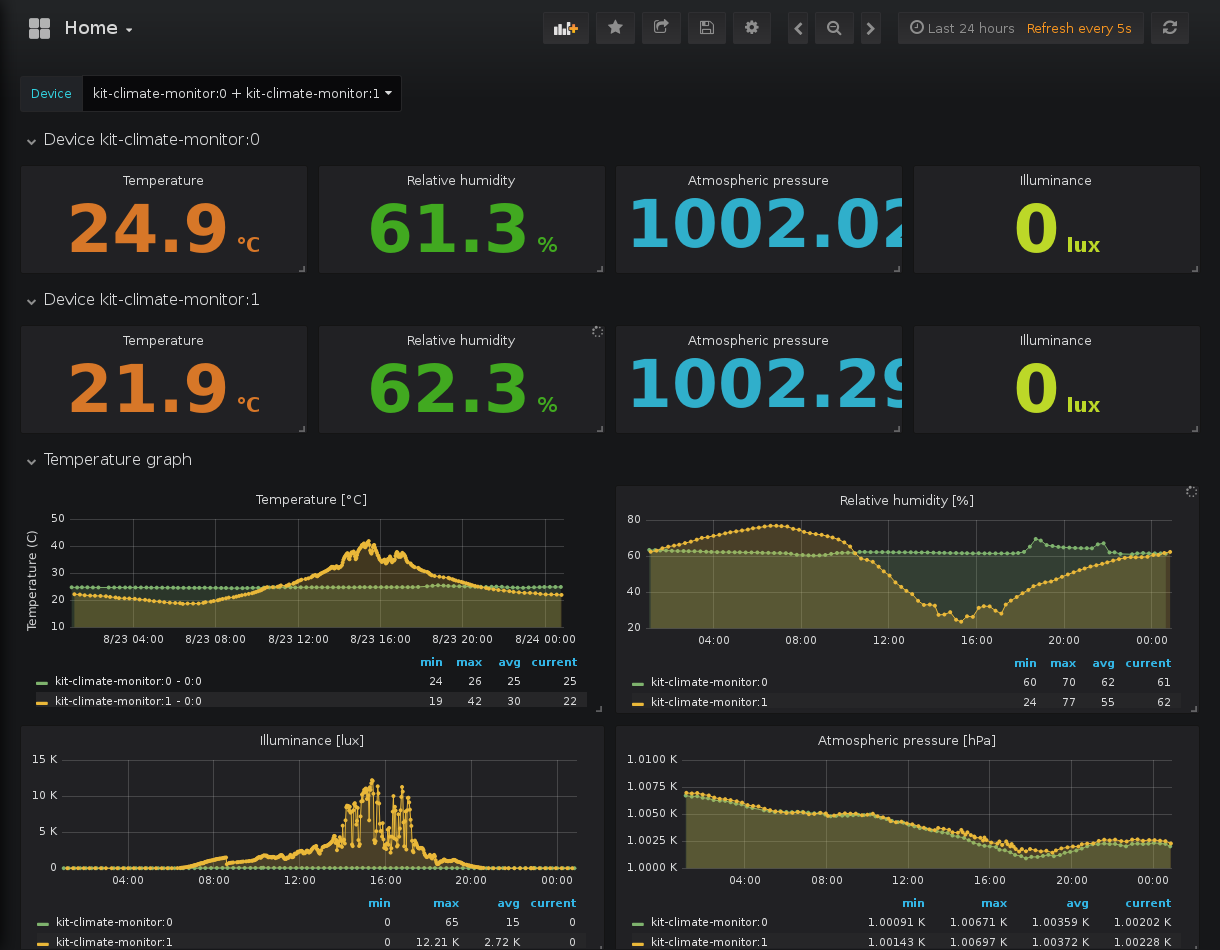 Home
Last 24 hours Refresh every 5s
Device kit-climate-monitor:0 + kit-climate-monitor:1
Device kit-climate-monitor:0
Temperature Relative humidity Atmospheric pressure Illuminance
24.9 °C 61.3 % 1002.02 0 lux
Device kit-climate-monitor:1
Temperature Relative humidity Atmospheric pressure Illuminance
21.9 °C 62.3 % 1002.29 0 lux
Temperature graph
Temperature [°C]
Temperature (C)
50
40
30
20
10
8/23 04:00 8/23 08:00 8/23 12:00 8/23 16:00 8/23 20:00 8/24 00:00
min max avg current
kit-climate-monitor:0 - 0:0 24 26 25 25
kit-climate-monitor:1 - 0:0 19 42 30 22
Relative humidity [%]
80
60
40
20
04:00 08:00 12:00 16:00 20:00 00:00
min max avg current
kit-climate-monitor:0 60 70 62 61
kit-climate-monitor:1 24 77 55 62
Illuminance [lux]
15 K
10 K
5 K
0
04:00 08:00 12:00 16:00 20:00 00:00
min max avg current
kit-climate-monitor:0 0 65 15 0
kit-climate-monitor:1 0 12.21 K 2.72 K 0
Atmospheric pressure [hPa]
1.0100 K
1.0075 K
1.0050 K
1.0025 K
1.0000 K
04:00 08:00 12:00 16:00 20:00 00:00
min max avg current
kit-climate-monitor:0 1.00091 K 1.00671 K 1.00359 K 1.00202 K
kit-climate-monitor:1 1.00143 K 1.00697 K 1.00372 K 1.00228 K